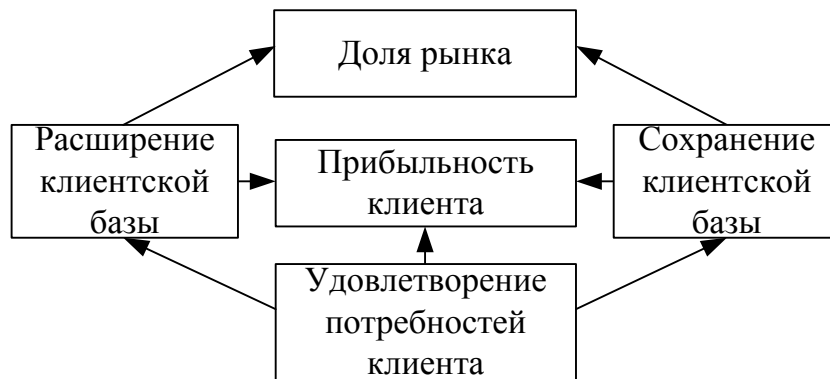 Доля рынка
Расширение
клиентской
базы
Прибыльность
клиента
Сохранение
клиентской
базы
Удовлетворение
потребностей
клиента